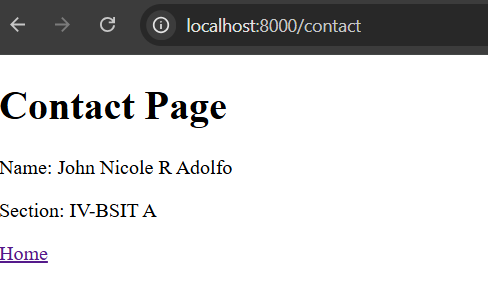 localhost:8000/contact
Contact Page
Name: John Nicole R Adolfo
Section: IV-BSIT A
Home